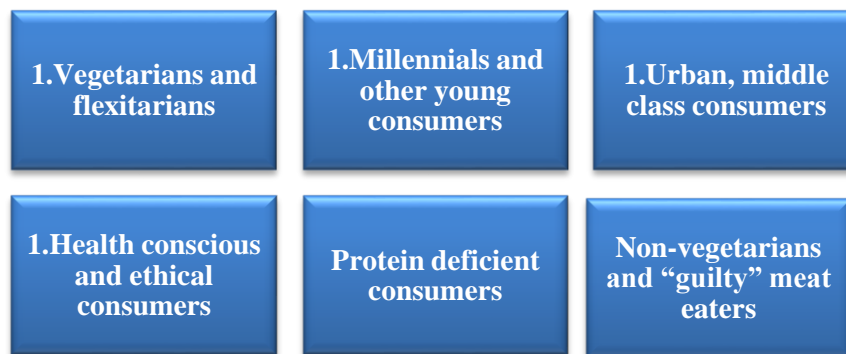 1.Vegetarians and
flexitarians
1.Millennials and
other young
consumers
1.Urban, middle
class consumers
1.Health conscious
and ethical
consumers
Protein deficient
consumers
Non-vegetarians
and “guilty” meat
eaters